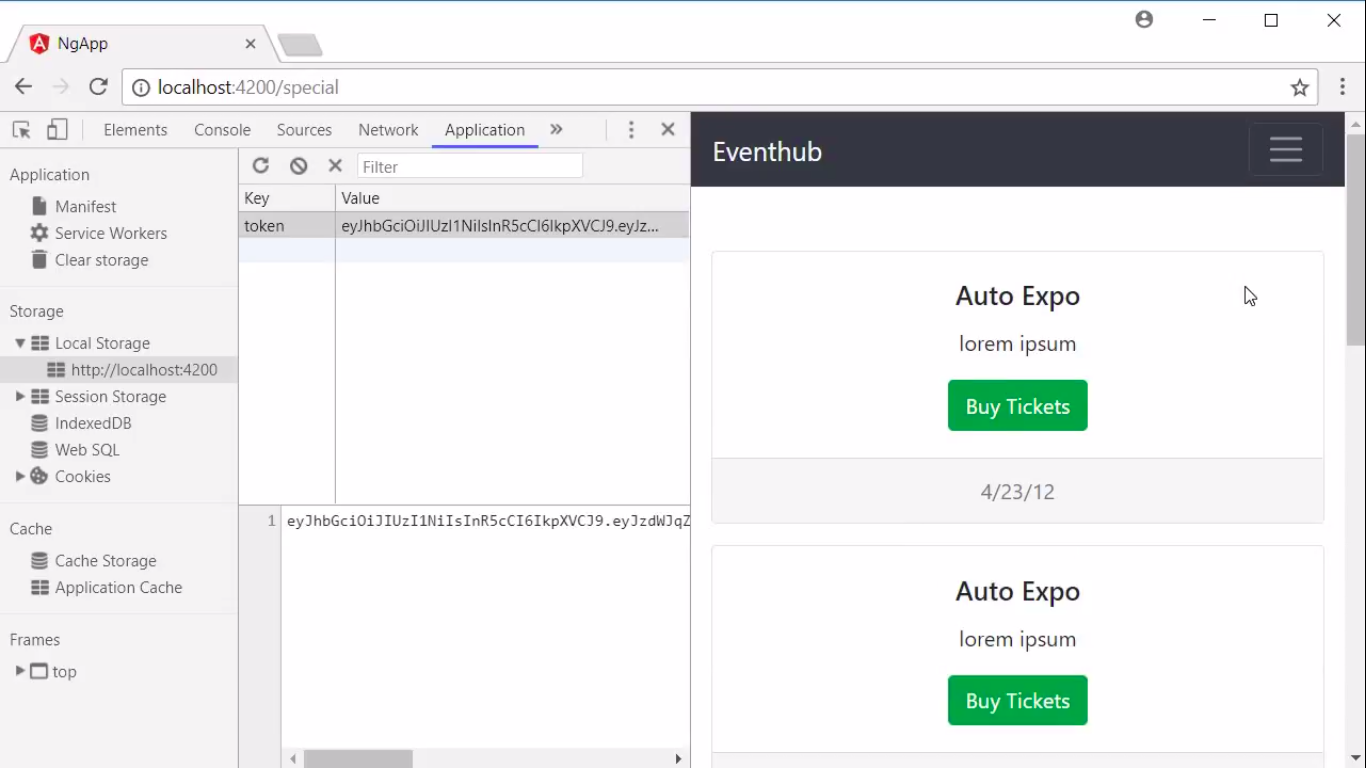 NgApp
localhost:4200/special
Elements Console Sources Network Application »
Application
Manifest
Service Workers
Clear storage
Storage
Local Storage
http://localhost:4200
Session Storage
IndexedDB
Web SQL
Cookies
Cache
Cache Storage
Application Cache
Frames
top
Filter
Key Value
token eyJhbGciOiJIUzI1NiIsInR5cCI6IkpXVCJ9.eyJz...
1 eyJhbGciOiJIUzI1NiIsInR5cCI6IkpXVCJ9.eyJzdWJqZ
Eventhub
Auto Expo
lorem ipsum
Buy Tickets
4/23/12
Auto Expo
lorem ipsum
Buy Tickets